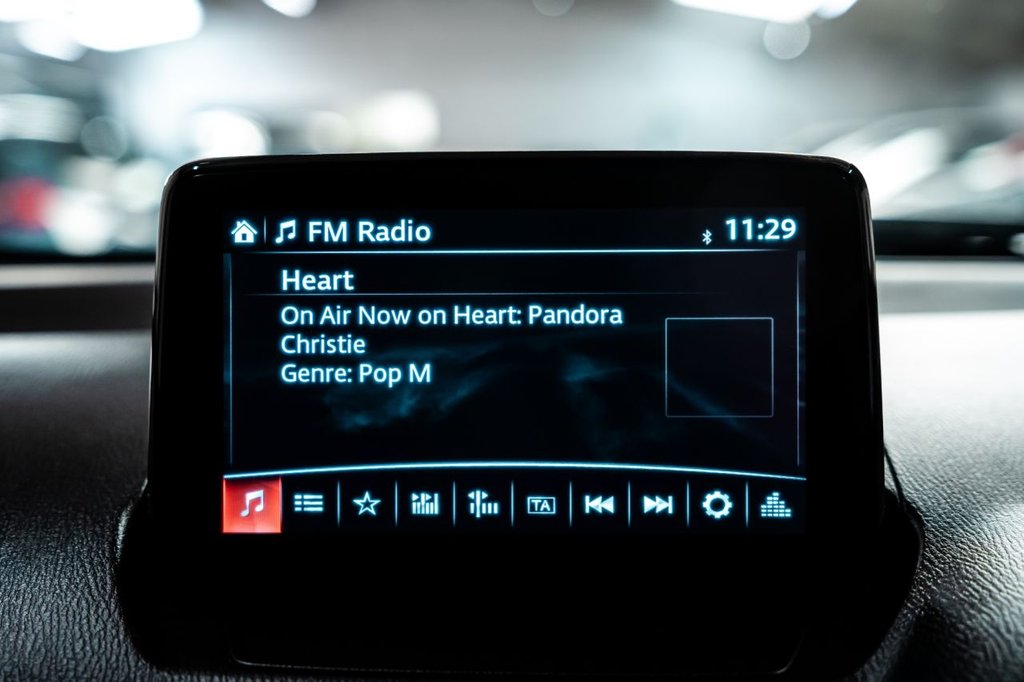 FM Radio 11:29
Heart
On Air Now on Heart: Pandora
Christie
Genre: Pop M
TA